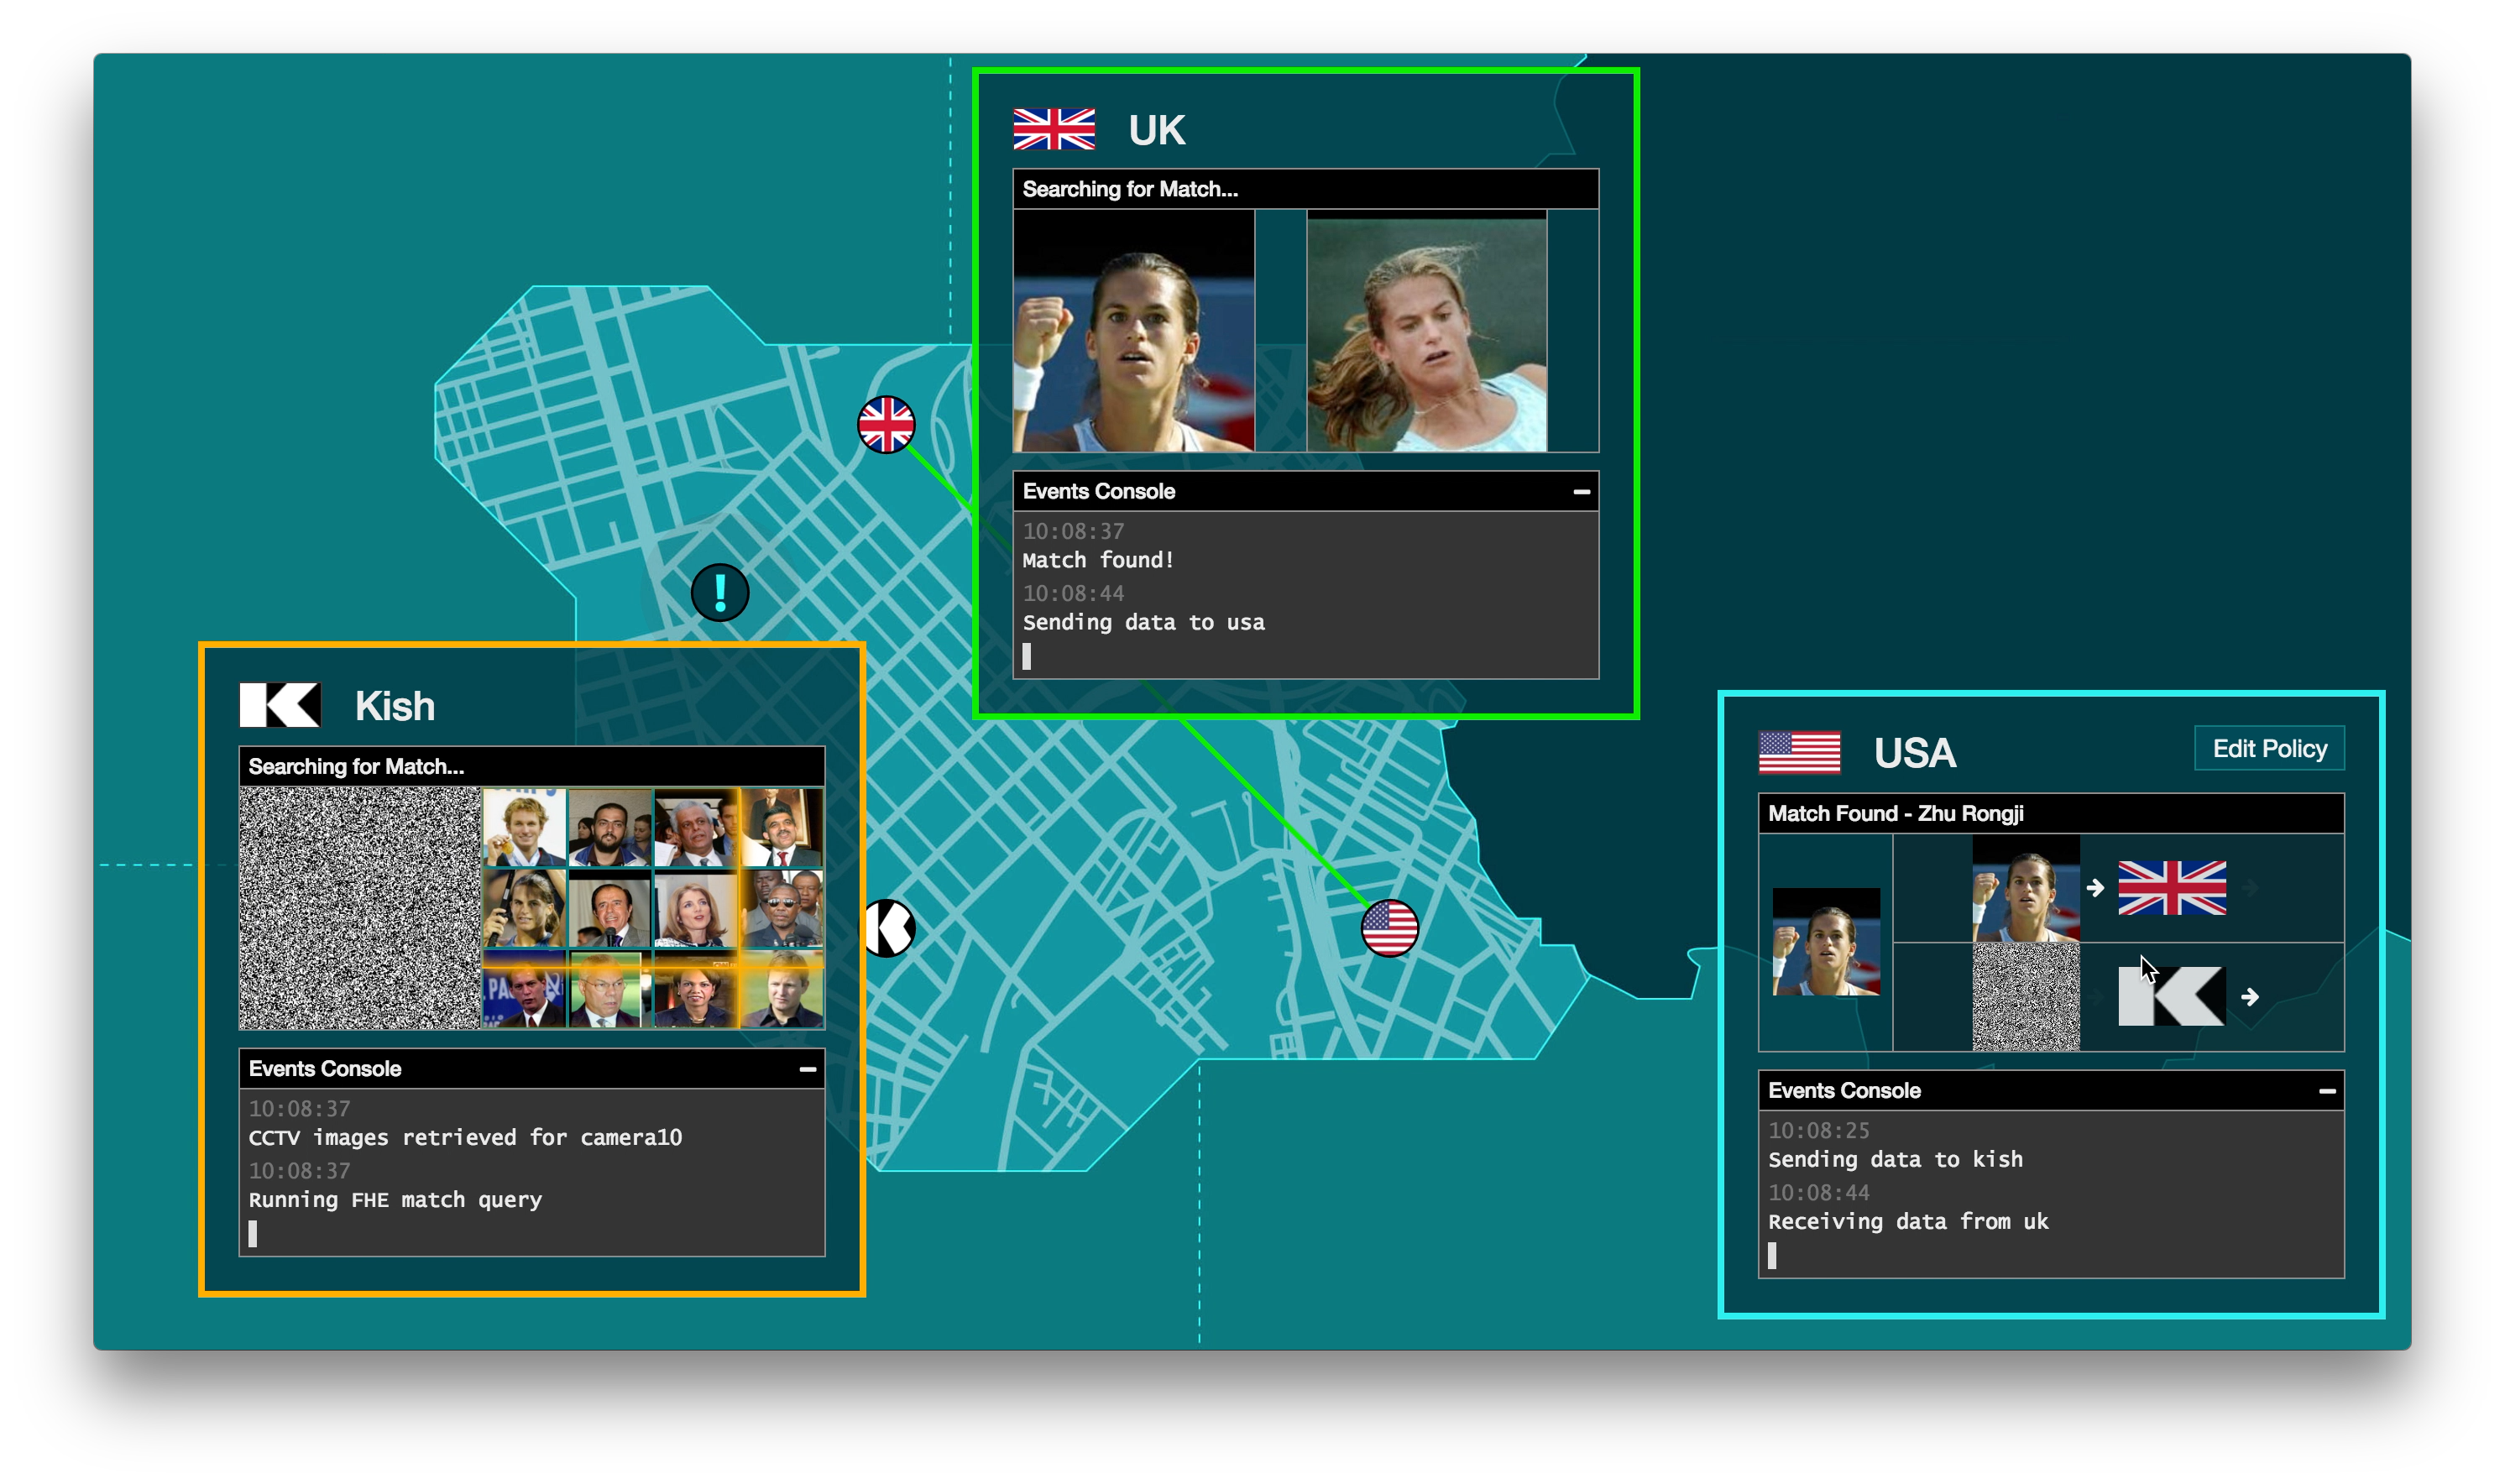 UK
Searching for Match...
Events Console
10:08:37
Match found!
10:08:44
Sending data to usa
!
Kish
Searching for Match...
Events Console
10:08:37
CCTV images retrieved for camera10
10:08:37
Running FHE match query
USA
Edit Policy
Match Found - Zhu Rongji
Events Console
10:08:25
Sending data to kish
10:08:44
Receiving data from uk